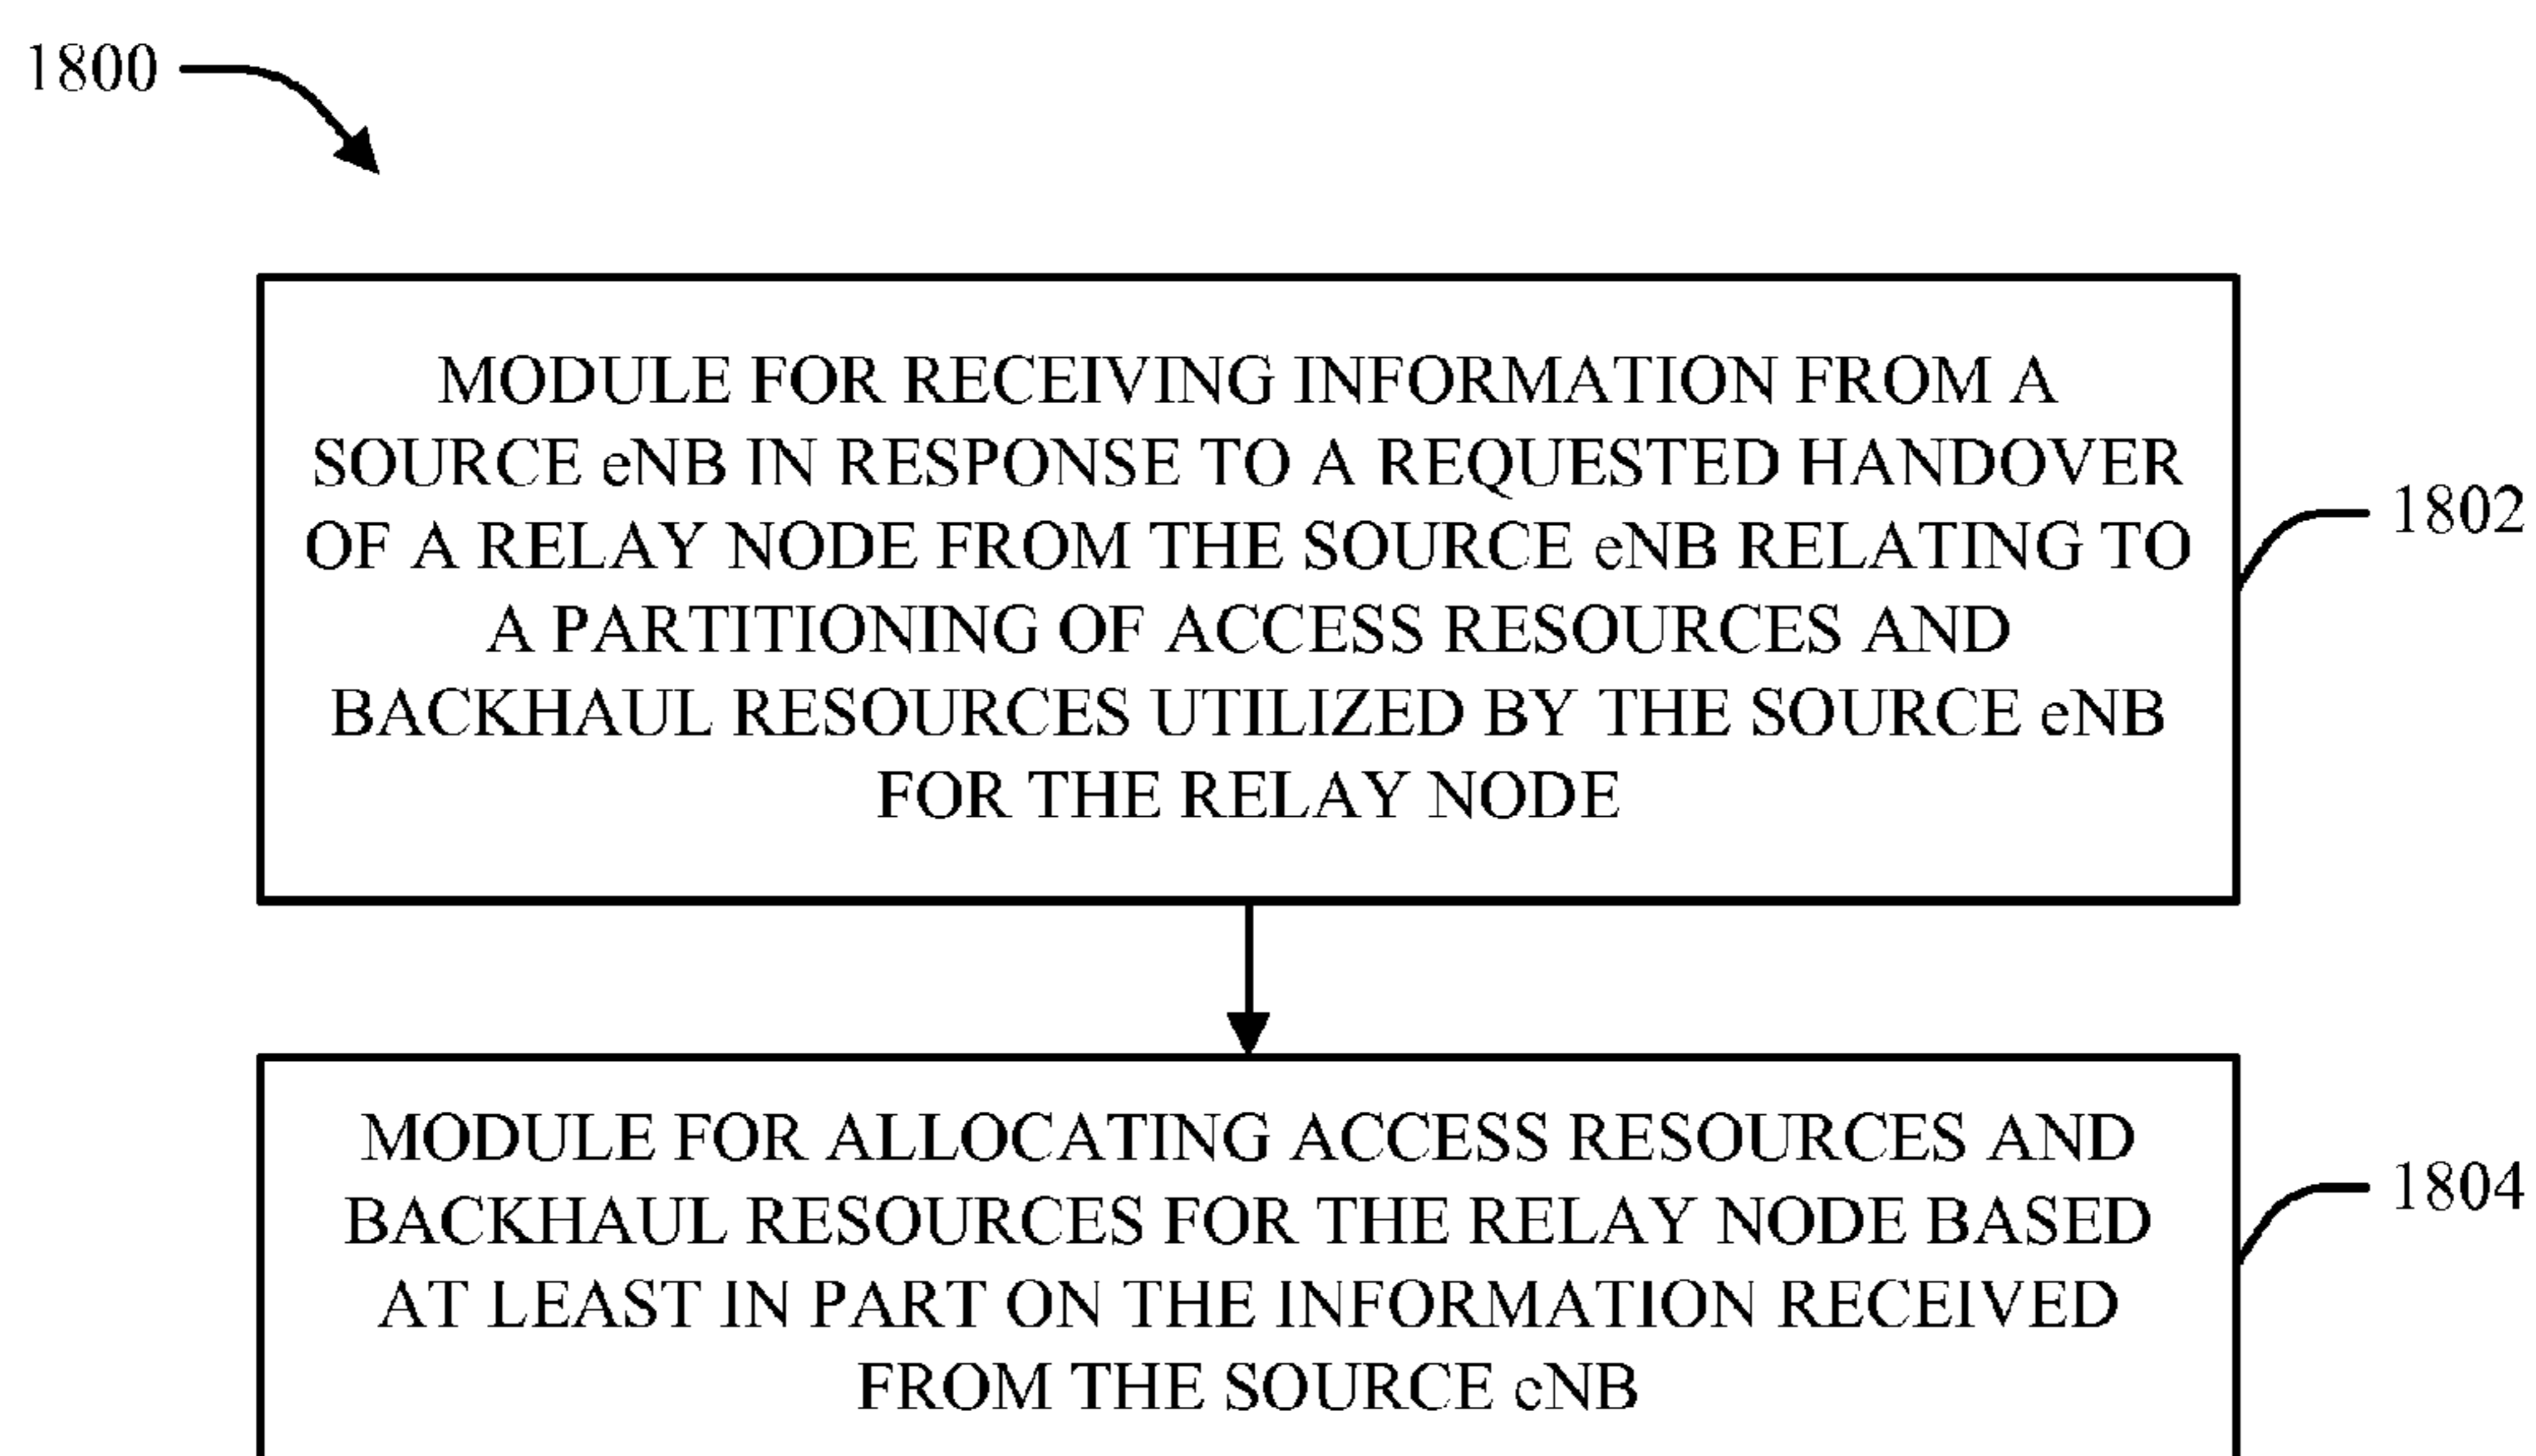 1800
MODULE FOR RECEIVING INFORMATION FROM A
SOURCE eNB IN RESPONSE TO A REQUESTED HANDOVER
OF A RELAY NODE FROM THE SOURCE eNB RELATING TO
A PARTITIONING OF ACCESS RESOURCES AND
BACKHAUL RESOURCES UTILIZED BY THE SOURCE eNB
FOR THE RELAY NODE
1802
MODULE FOR ALLOCATING ACCESS RESOURCES AND
BACKHAUL RESOURCES FOR THE RELAY NODE BASED
AT LEAST IN PART ON THE INFORMATION RECEIVED
FROM THE SOURCE eNB
1804